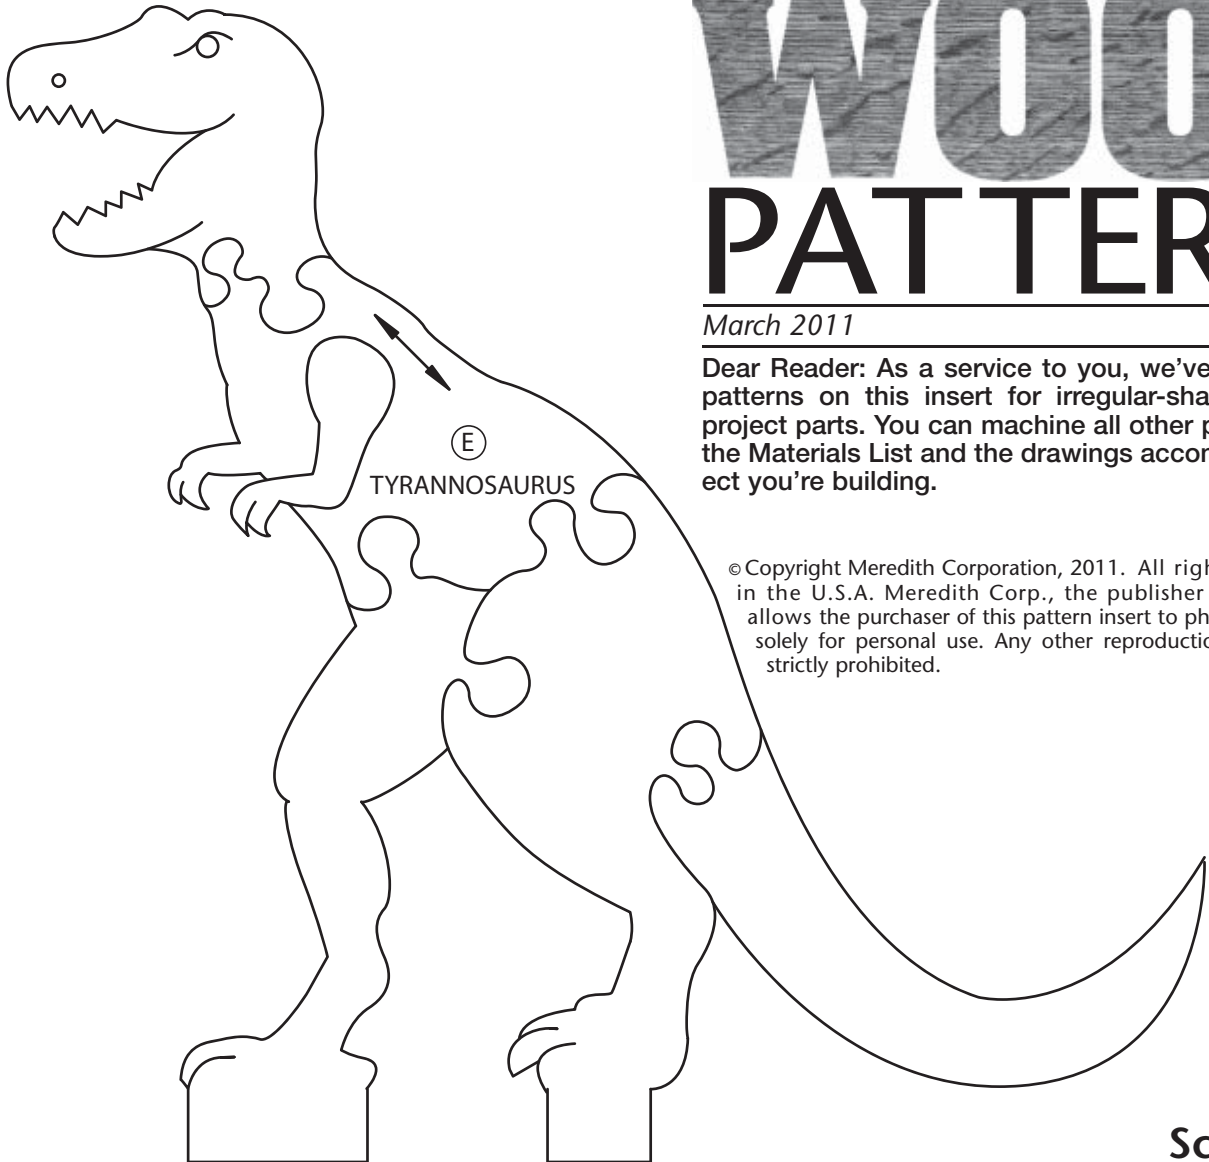 WOO
PATTER
March 2011
Dear Reader: As a service to you, we've
patterns on this insert for irregular-sha
project parts. You can machine all other p
the Materials List and the drawings accom
ect you're building.
© Copyright Meredith Corporation, 2011. All righ
in the U.S.A. Meredith Corp., the publisher
allows the purchaser of this pattern insert to ph
solely for personal use. Any other reproductio
strictly prohibited.
E
TYRANNOSAURUS
Sc